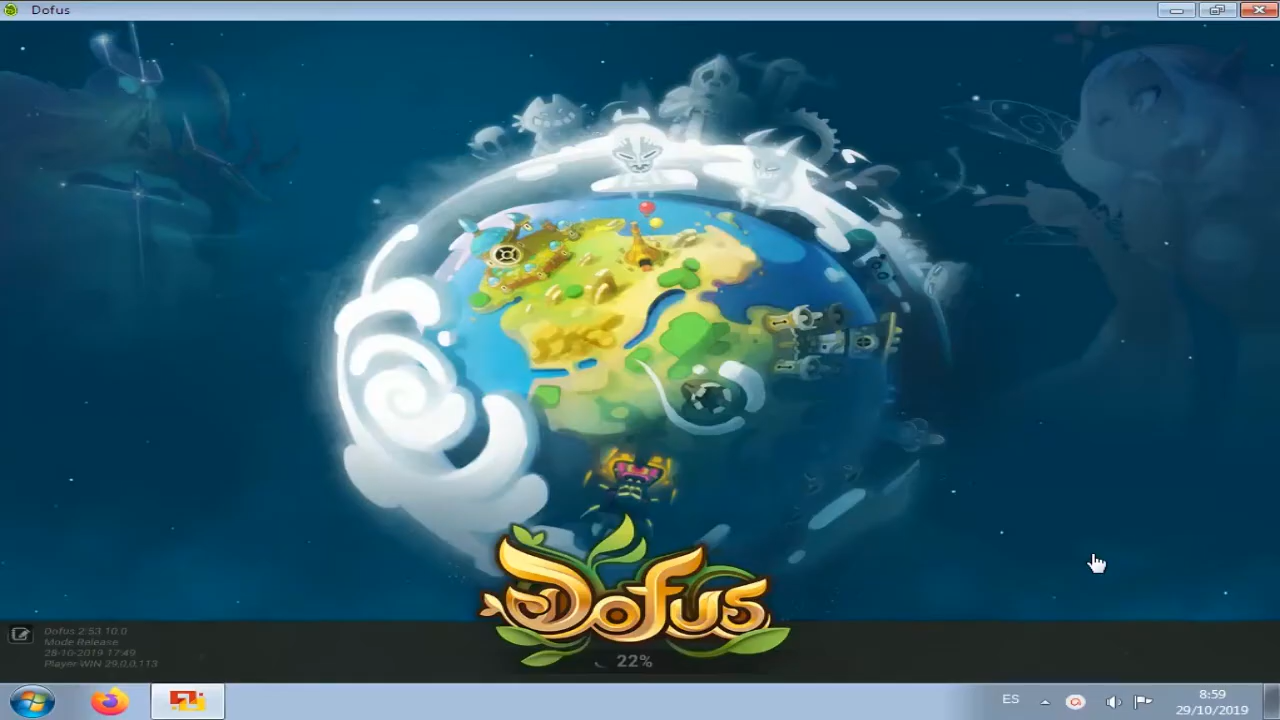 Dofus
Dofus
Dofus 2.53 10.0
Mode Release
28-10-2019 17:49
Player WIN 29,0,0,113
22%
ES
8:59
29/10/2019